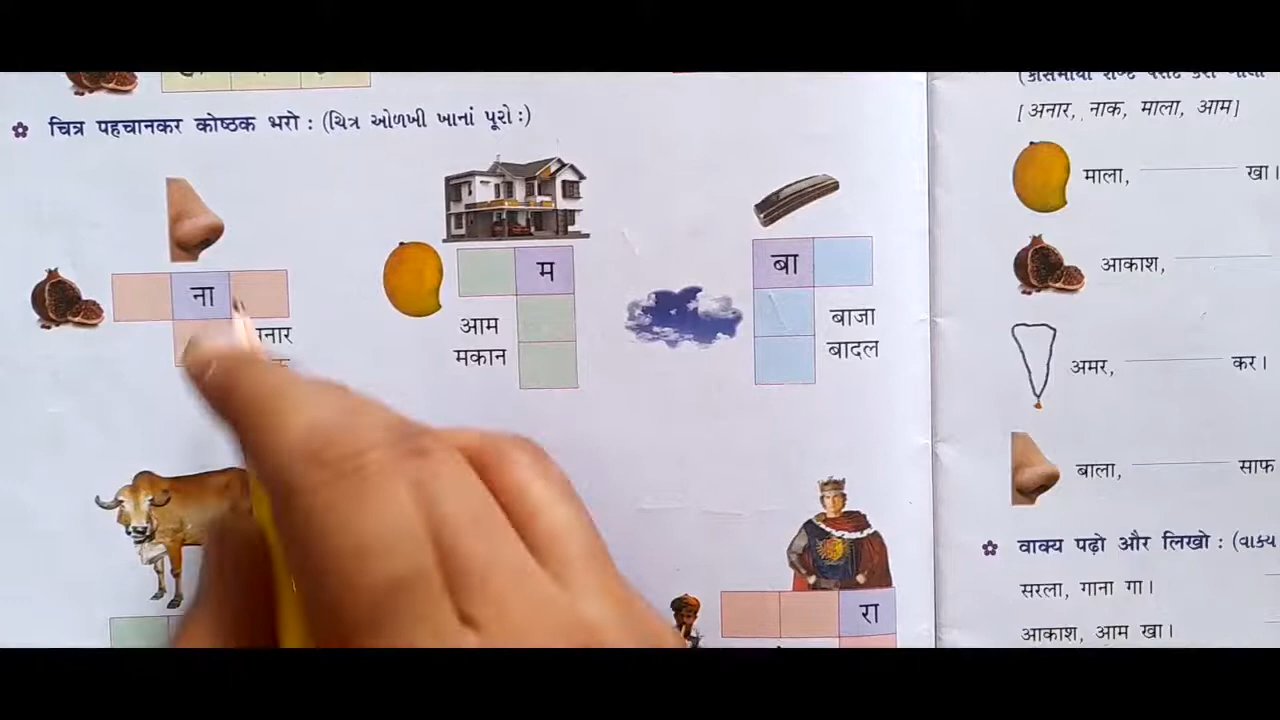 चित्र पहचानकर कोष्ठक भरो : (ચિત્ર ઓળખી ખાનાં પૂરો :)
ना
म
आम
मकान
बा
बाजा
बादल
रा
[अनार, नाक, माला, आम]
माला, खा।
आकाश,
अमर, कर।
बाला, साफ
वाक्य पढ़ो और लिखो : (વાક્ય
सरला, गाना गा।
आकाश, आम खा।